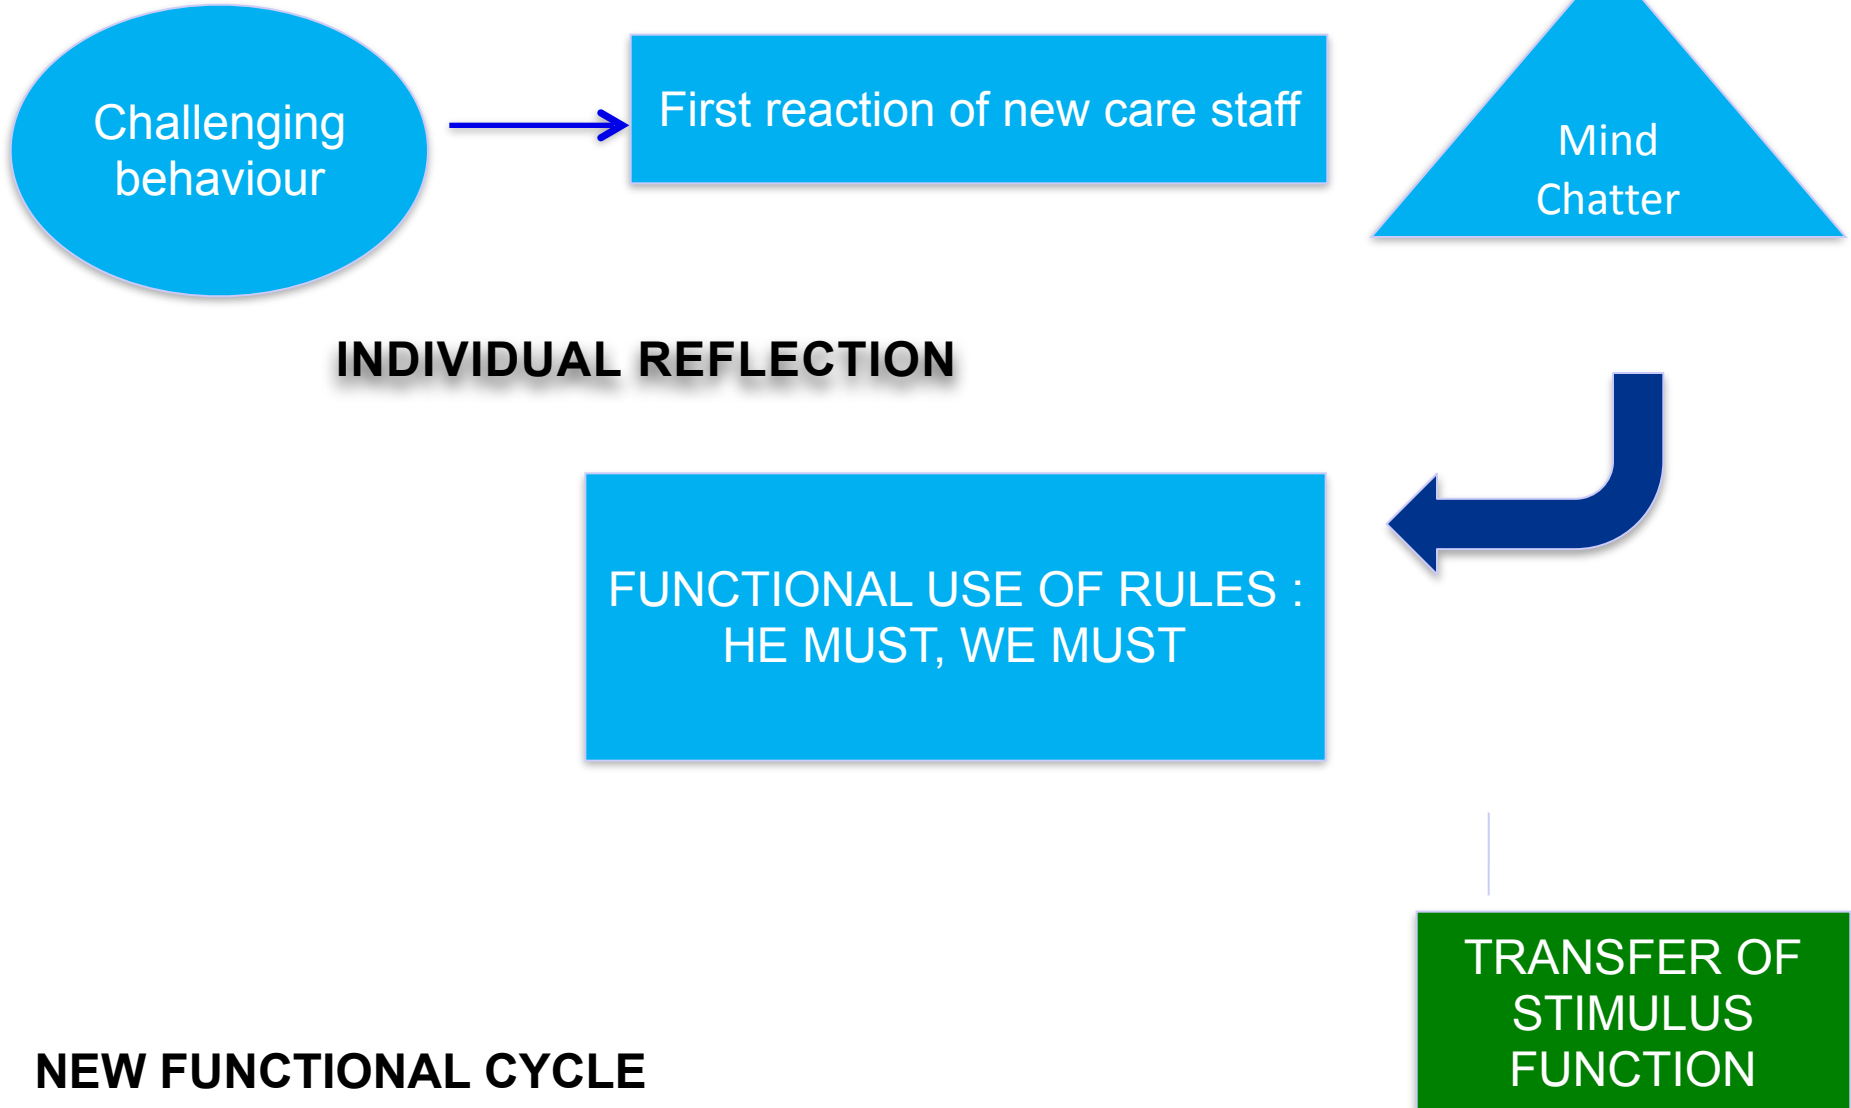 Challenging
behaviour
First reaction of new care staff
Mind
Chatter
INDIVIDUAL REFLECTION
FUNCTIONAL USE OF RULES :
HE MUST, WE MUST
TRANSFER OF
STIMULUS
FUNCTION
NEW FUNCTIONAL CYCLE